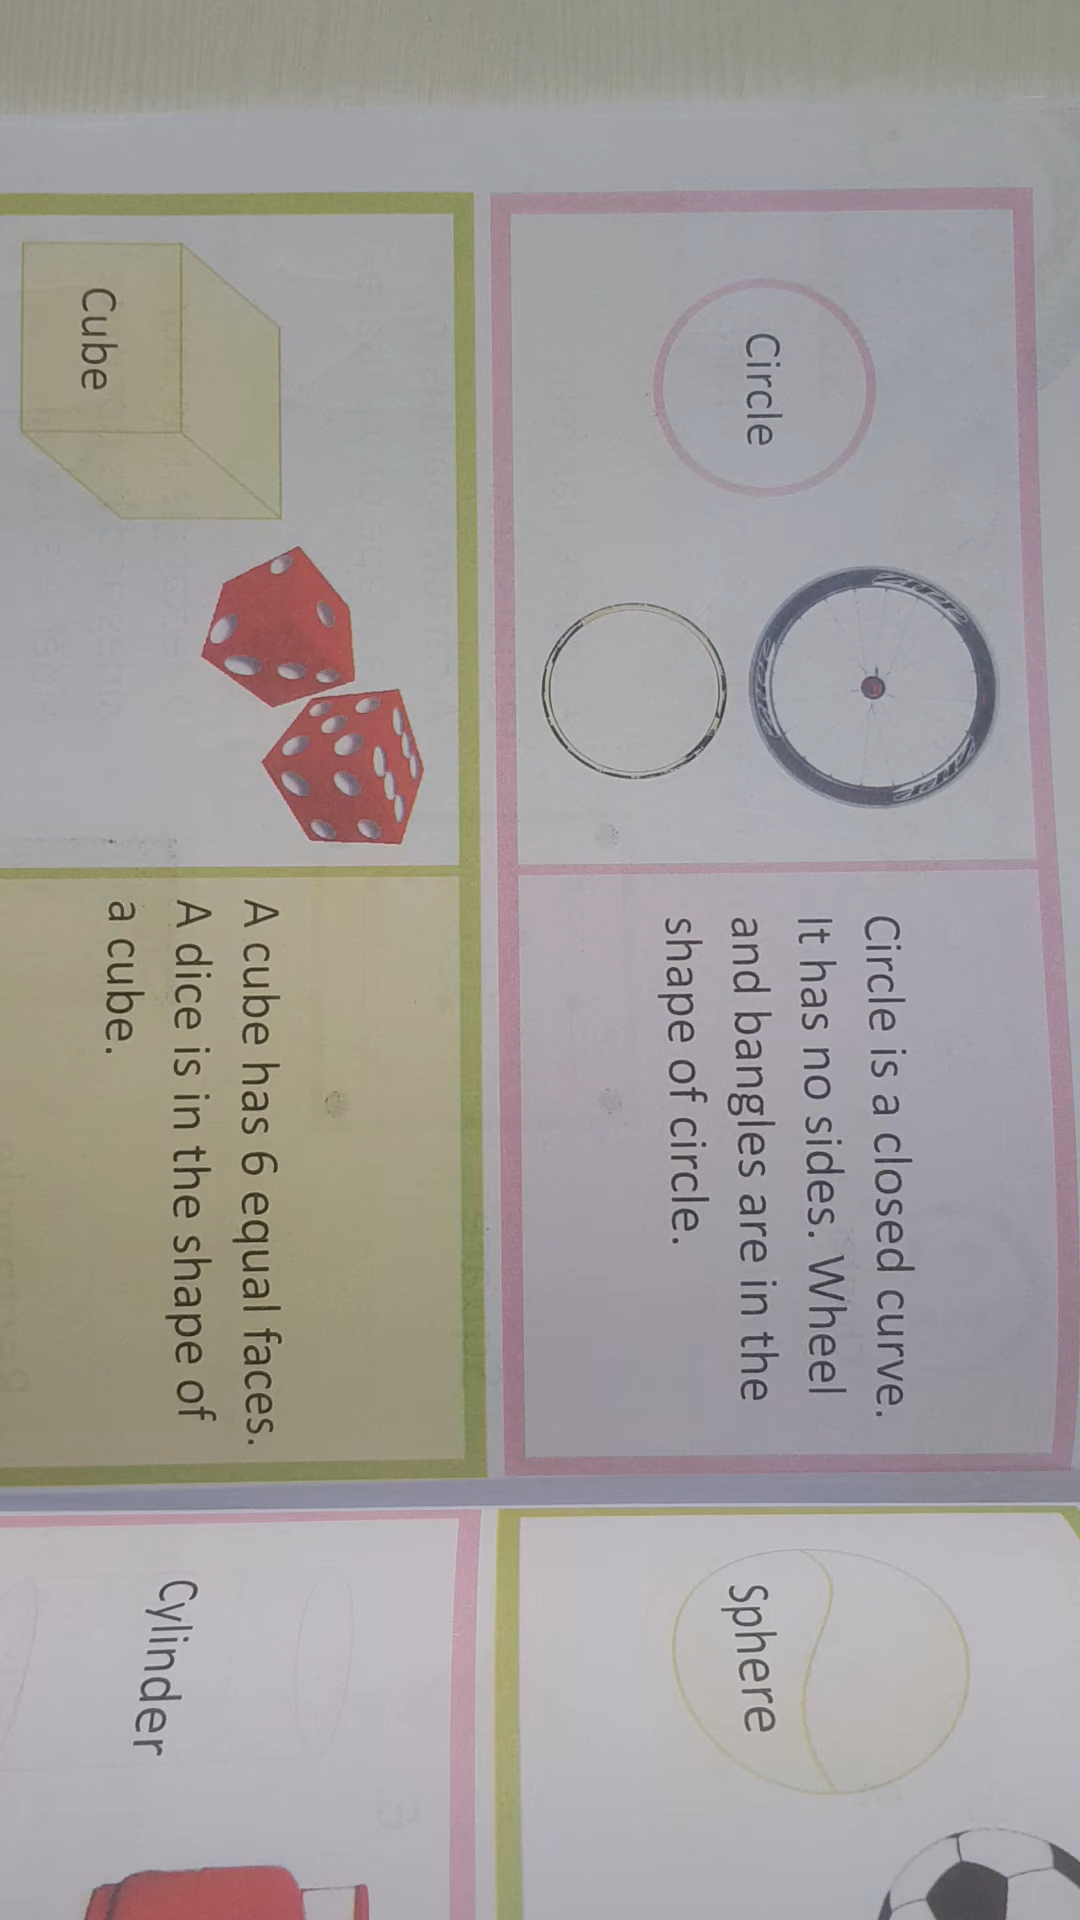 Circle
Circle is a closed curve.
It has no sides. Wheel
and bangles are in the
shape of circle.
Cube
A cube has 6 equal faces.
A dice is in the shape of
a cube.
Sphere
Cylinder